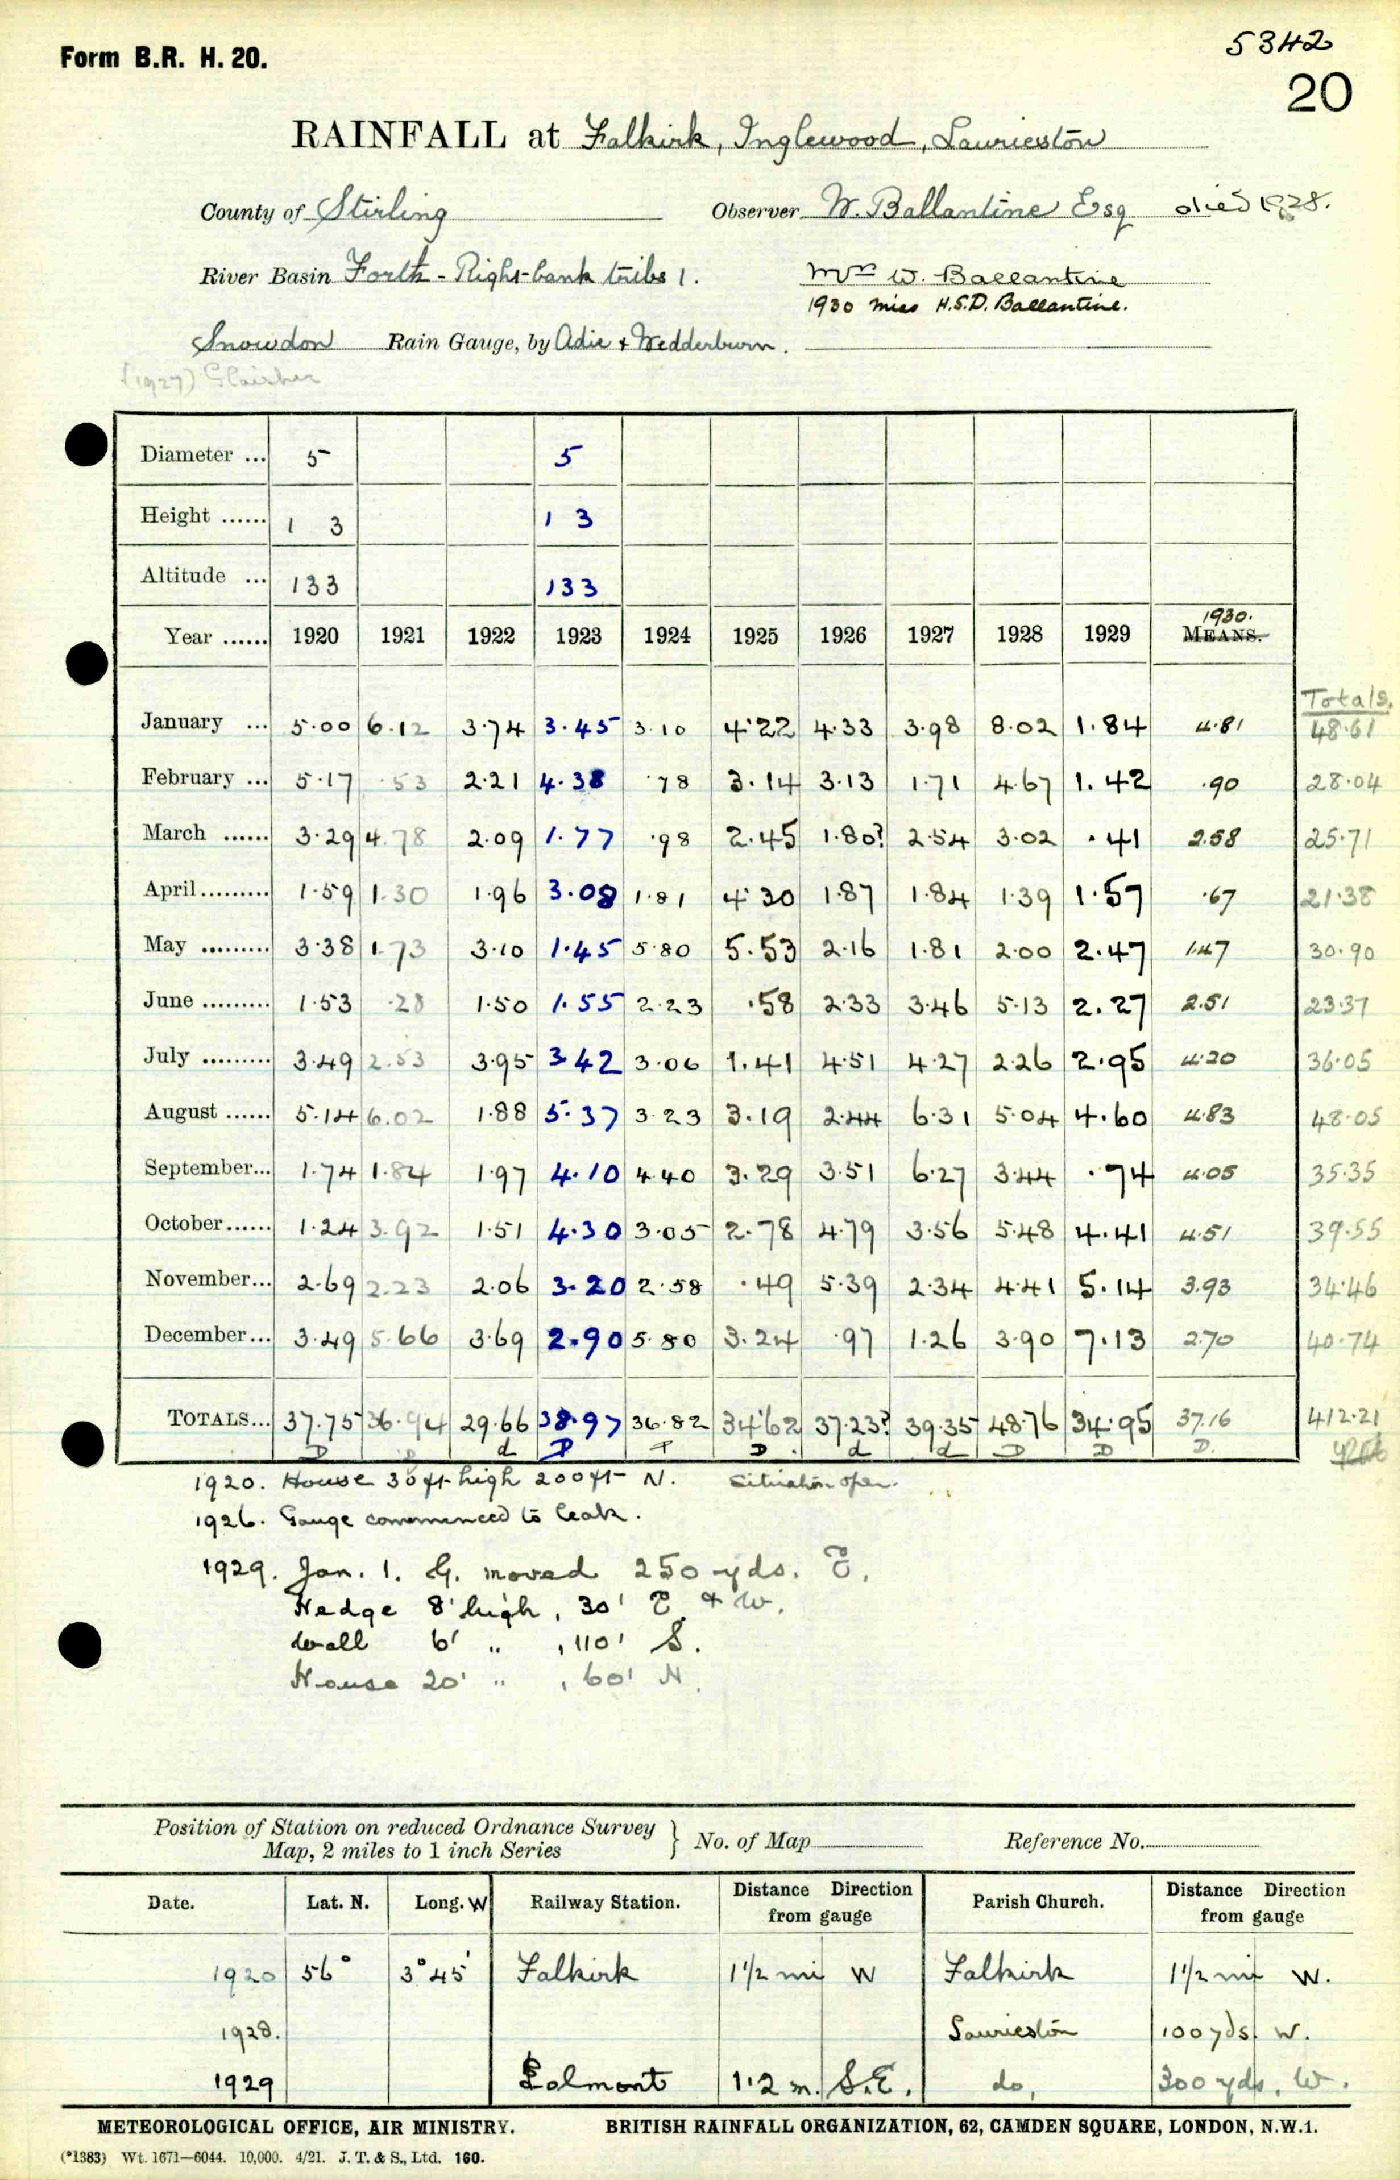 5342
Form B.R. H. 20.
20
RAINFALL at Falkirk, Inglewood, Laurieston
County of Stirling Observer W. Ballantine Esq died 1928.
River Basin Forth - Right-bank tribs 1. Mrs W. Ballantine
1930 Miss H.S.D. Ballantine.
Snowdon Rain Gauge, by Adie & Wedderburn.
(1927) Glaisher
Diameter ... 5 5
Height ...... 1 3 1 3
Altitude ... 133 133
Year ...... 1920 1921 1922 1923 1924 1925 1926 1927 1928 1929 1930. MEANS.
Totals.
January ... 5.00 6.12 3.74 3.45 3.10 4.22 4.33 3.98 8.02 1.84 4.81 48.61
February ... 5.17 .53 2.21 4.38 .78 3.14 3.13 1.71 4.67 1.42 .90 28.04
March ...... 3.29 4.78 2.09 1.77 .98 2.45 1.80? 2.54 3.02 .41 2.58 25.71
April ......... 1.59 1.30 1.96 3.08 1.81 4.30 1.87 1.84 1.39 1.57 .67 21.38
May ......... 3.38 1.73 3.10 1.45 5.80 5.53 2.16 1.81 2.00 2.47 1.47 30.90
June ......... 1.53 .28 1.50 1.55 2.23 .58 2.33 3.46 5.13 2.27 2.51 23.37
July ......... 3.49 2.53 3.95 3.42 3.06 1.41 4.51 4.27 2.26 2.95 4.20 36.05
August ...... 5.14 6.02 1.88 5.37 3.23 3.19 2.44 6.31 5.04 4.60 4.83 48.05
September... 1.74 1.84 1.97 4.10 4.40 3.29 3.51 6.27 3.44 .74 4.05 35.35
October...... 1.24 3.92 1.51 4.30 3.05 2.78 4.79 3.56 5.48 4.41 4.51 39.55
November... 2.69 2.23 2.06 3.20 2.58 .49 5.39 2.34 4.41 5.14 3.93 34.46
December... 3.49 5.66 3.69 2.90 5.80 3.24 .97 1.26 3.90 7.13 2.70 40.74
TOTALS... 37.75 36.94 29.66 38.97 36.82 34.62 37.23? 39.35 48.76 34.95 37.16 412.21
D D d D D d d D D D.
1920. House 30 ft high 200 ft N. Situation open.
1926. Gauge commenced to leak.
1929. Jan. 1. G. moved 250 yds. E.
Hedge 8' high, 30' E. & W.
Wall 6' ,, , 110' S.
House 20' ,, , 60' N.
Position of Station on reduced Ordnance Survey Map, 2 miles to 1 inch Series } No. of Map Reference No.
Date. Lat. N. Long. W Railway Station. Distance Direction from gauge Parish Church. Distance Direction from gauge
1920 56° 3°45' Falkirk 1½ mi W Falkirk 1½ mi W.
1928. Laurieston 100 yds. W.
1929 Polmont 1.2 m. S.E. do. 300 yds. W.
METEOROLOGICAL OFFICE, AIR MINISTRY. BRITISH RAINFALL ORGANIZATION, 62, CAMDEN SQUARE, LONDON, N.W.1.
(*1383) Wt. 1671—6044. 10,000. 4/21. J. T. & S., Ltd. 160.